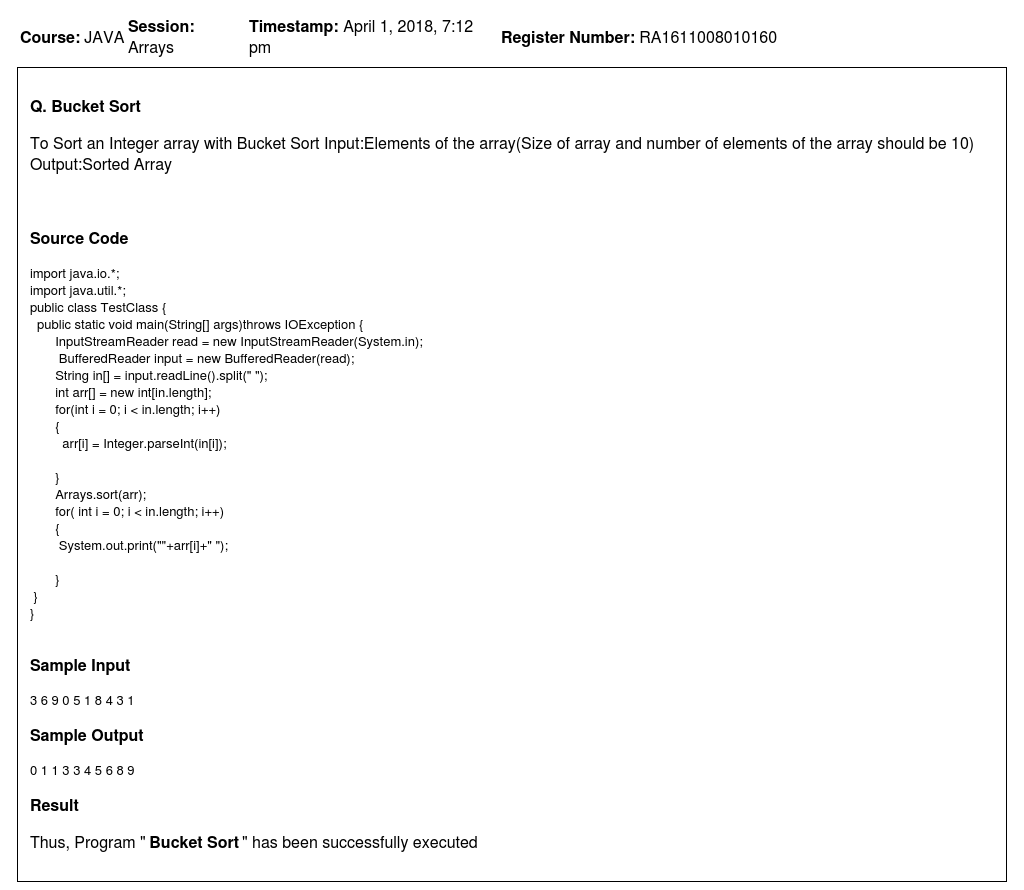 Course: JAVA Session: Arrays Timestamp: April 1, 2018, 7:12 pm Register Number: RA1611008010160
Q. Bucket Sort
To Sort an Integer array with Bucket Sort Input:Elements of the array(Size of array and number of elements of the array should be 10)
Output:Sorted Array
Source Code
import java.io.*;
import java.util.*;
public class TestClass {
  public static void main(String[] args)throws IOException {
       InputStreamReader read = new InputStreamReader(System.in);
        BufferedReader input = new BufferedReader(read);
       String in[] = input.readLine().split(" ");
       int arr[] = new int[in.length];
       for(int i = 0; i < in.length; i++)
       {
         arr[i] = Integer.parseInt(in[i]);
       }
       Arrays.sort(arr);
       for( int i = 0; i < in.length; i++)
       {
        System.out.print(""+arr[i]+" ");
       }
 }
}
Sample Input
3 6 9 0 5 1 8 4 3 1
Sample Output
0 1 1 3 3 4 5 6 8 9
Result
Thus, Program " Bucket Sort " has been successfully executed